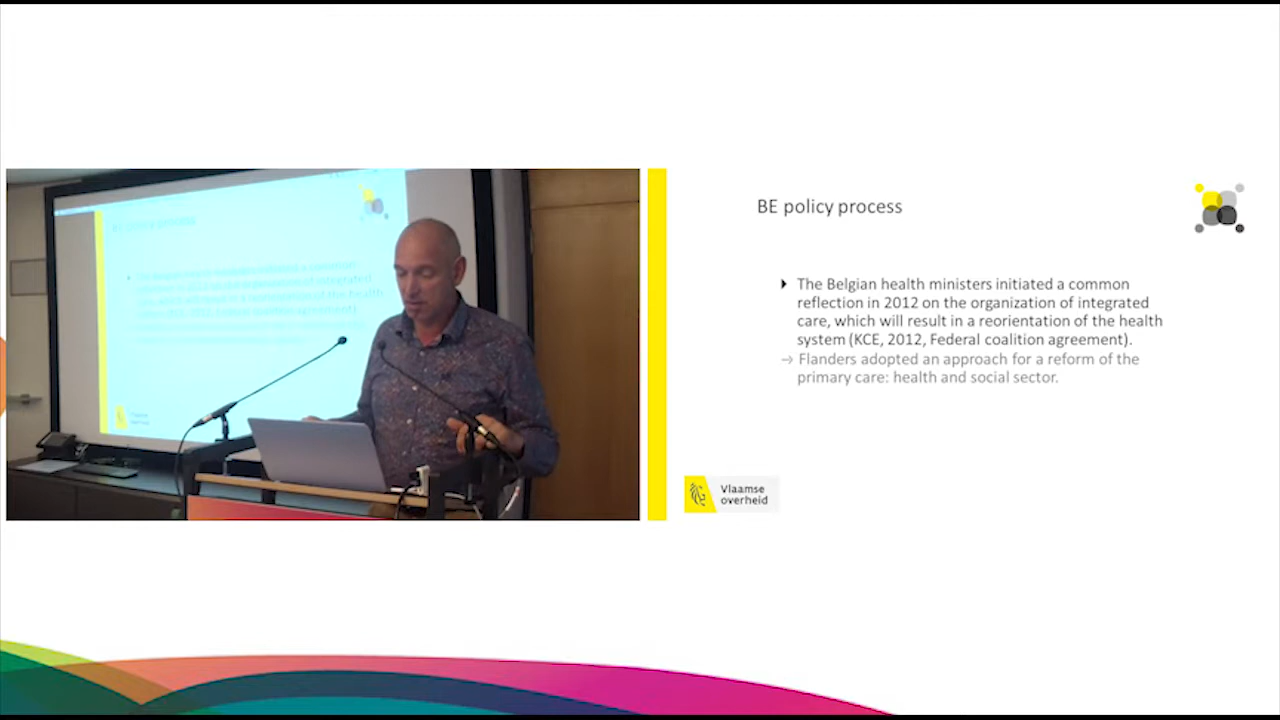 BE policy process
The Belgian health ministers initiated a common
reflection in 2012 on the organization of integrated
care, which will result in a reorientation of the health
system (KCE, 2012, Federal coalition agreement).
→ Flanders adopted an approach for a reform of the
primary care: health and social sector.
Vlaamse
overheid